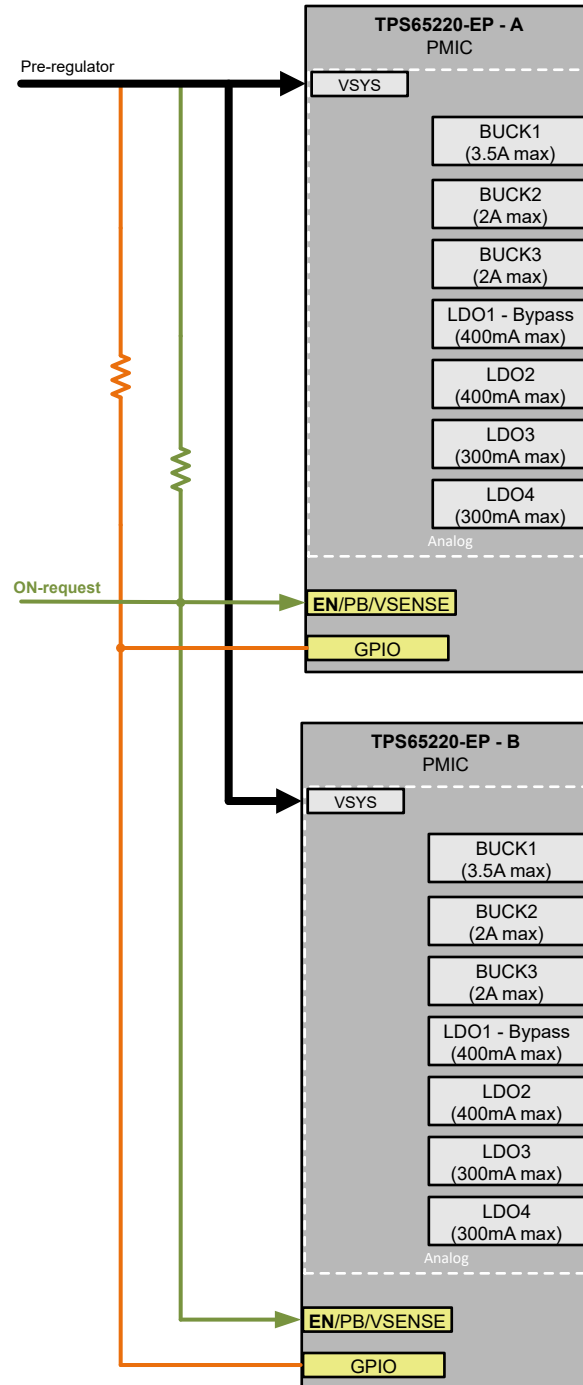 TPS65220-EP - A
PMIC
Pre-regulator
VSYS
BUCK1
(3.5A max)
BUCK2
(2A max)
BUCK3
(2A max)
LDO1 - Bypass
(400mA max)
LDO2
(400mA max)
LDO3
(300mA max)
LDO4
(300mA max)
Analog
ON-request
EN/PB/VSENSE
GPIO
TPS65220-EP - B
PMIC
VSYS
BUCK1
(3.5A max)
BUCK2
(2A max)
BUCK3
(2A max)
LDO1 - Bypass
(400mA max)
LDO2
(400mA max)
LDO3
(300mA max)
LDO4
(300mA max)
Analog
EN/PB/VSENSE
GPIO